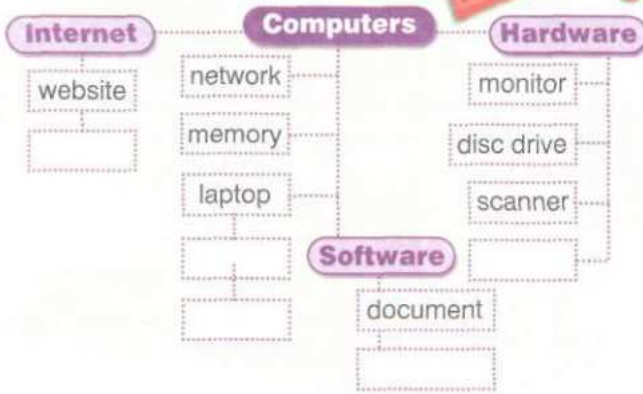 Computers
Internet
website
network
memory
laptop
Software
document
Hardware
monitor
disc drive
scanner